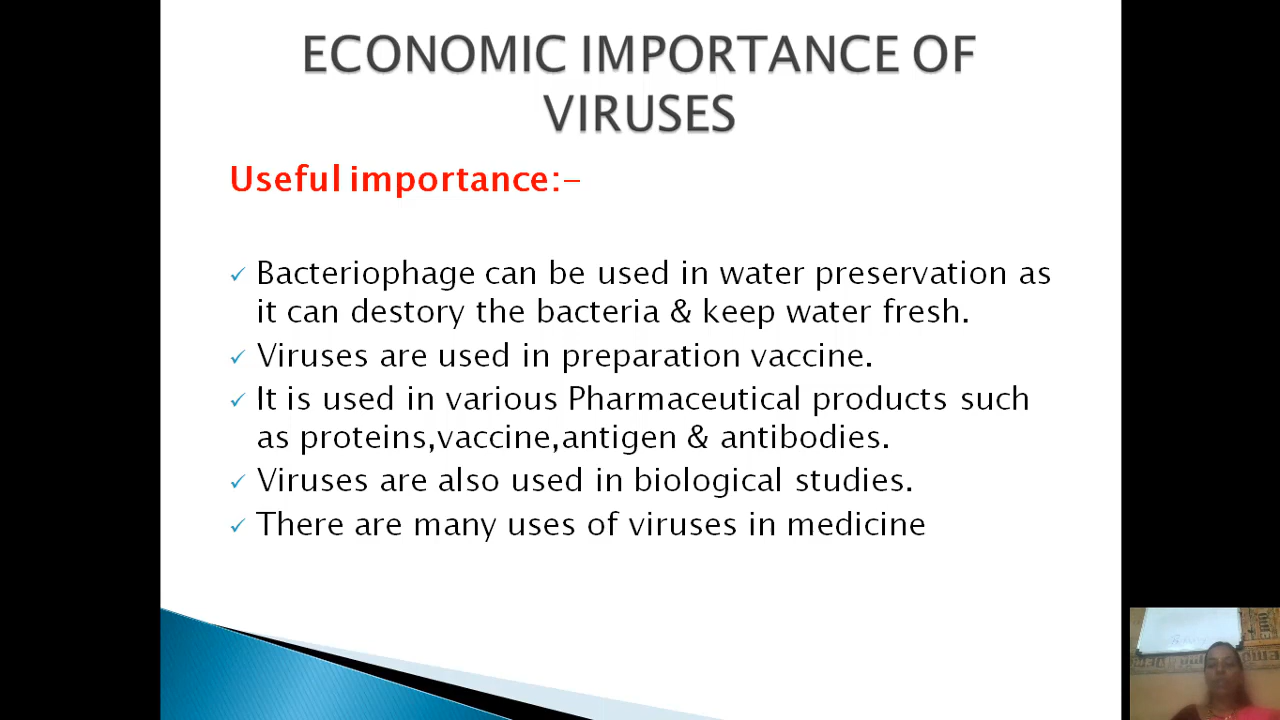 ECONOMIC IMPORTANCE OF
VIRUSES
Useful importance:-
✓ Bacteriophage can be used in water preservation as
it can destory the bacteria & keep water fresh.
✓ Viruses are used in preparation vaccine.
✓ It is used in various Pharmaceutical products such
as proteins,vaccine,antigen & antibodies.
✓ Viruses are also used in biological studies.
✓ There are many uses of viruses in medicine